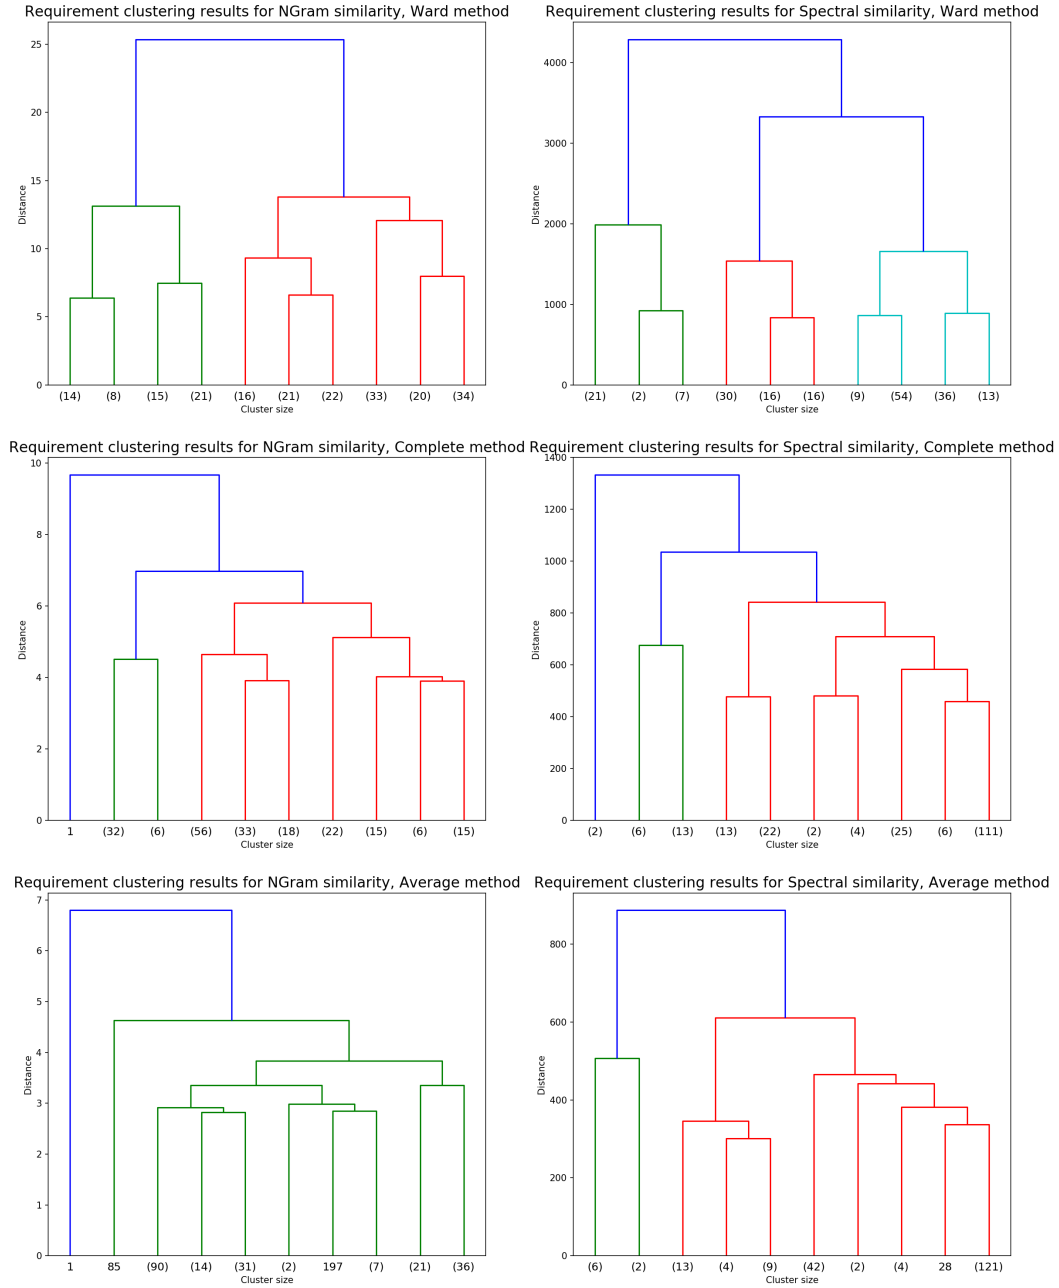 Requirement clustering results for NGram similarity, Ward method
25
20
15
10
5
0
Distance
(14) (8) (15) (21) (16) (21) (22) (33) (20) (34)
Cluster size
Requirement clustering results for Spectral similarity, Ward method
4000
3000
2000
1000
0
Distance
(21) (2) (7) (30) (16) (16) (9) (54) (36) (13)
Cluster size
Requirement clustering results for NGram similarity, Complete method
10
8
6
4
2
0
Distance
1 (32) (6) (56) (33) (18) (22) (15) (6) (15)
Cluster size
Requirement clustering results for Spectral similarity, Complete method
1400
1200
1000
800
600
400
200
0
Distance
(2) (6) (13) (13) (22) (2) (4) (25) (6) (111)
Cluster size
Requirement clustering results for NGram similarity, Average method
7
6
5
4
3
2
1
0
Distance
1 85 (90) (14) (31) (2) 197 (7) (21) (36)
Cluster size
Requirement clustering results for Spectral similarity, Average method
800
600
400
200
0
Distance
(6) (2) (13) (4) (9) (42) (2) (4) 28 (121)
Cluster size